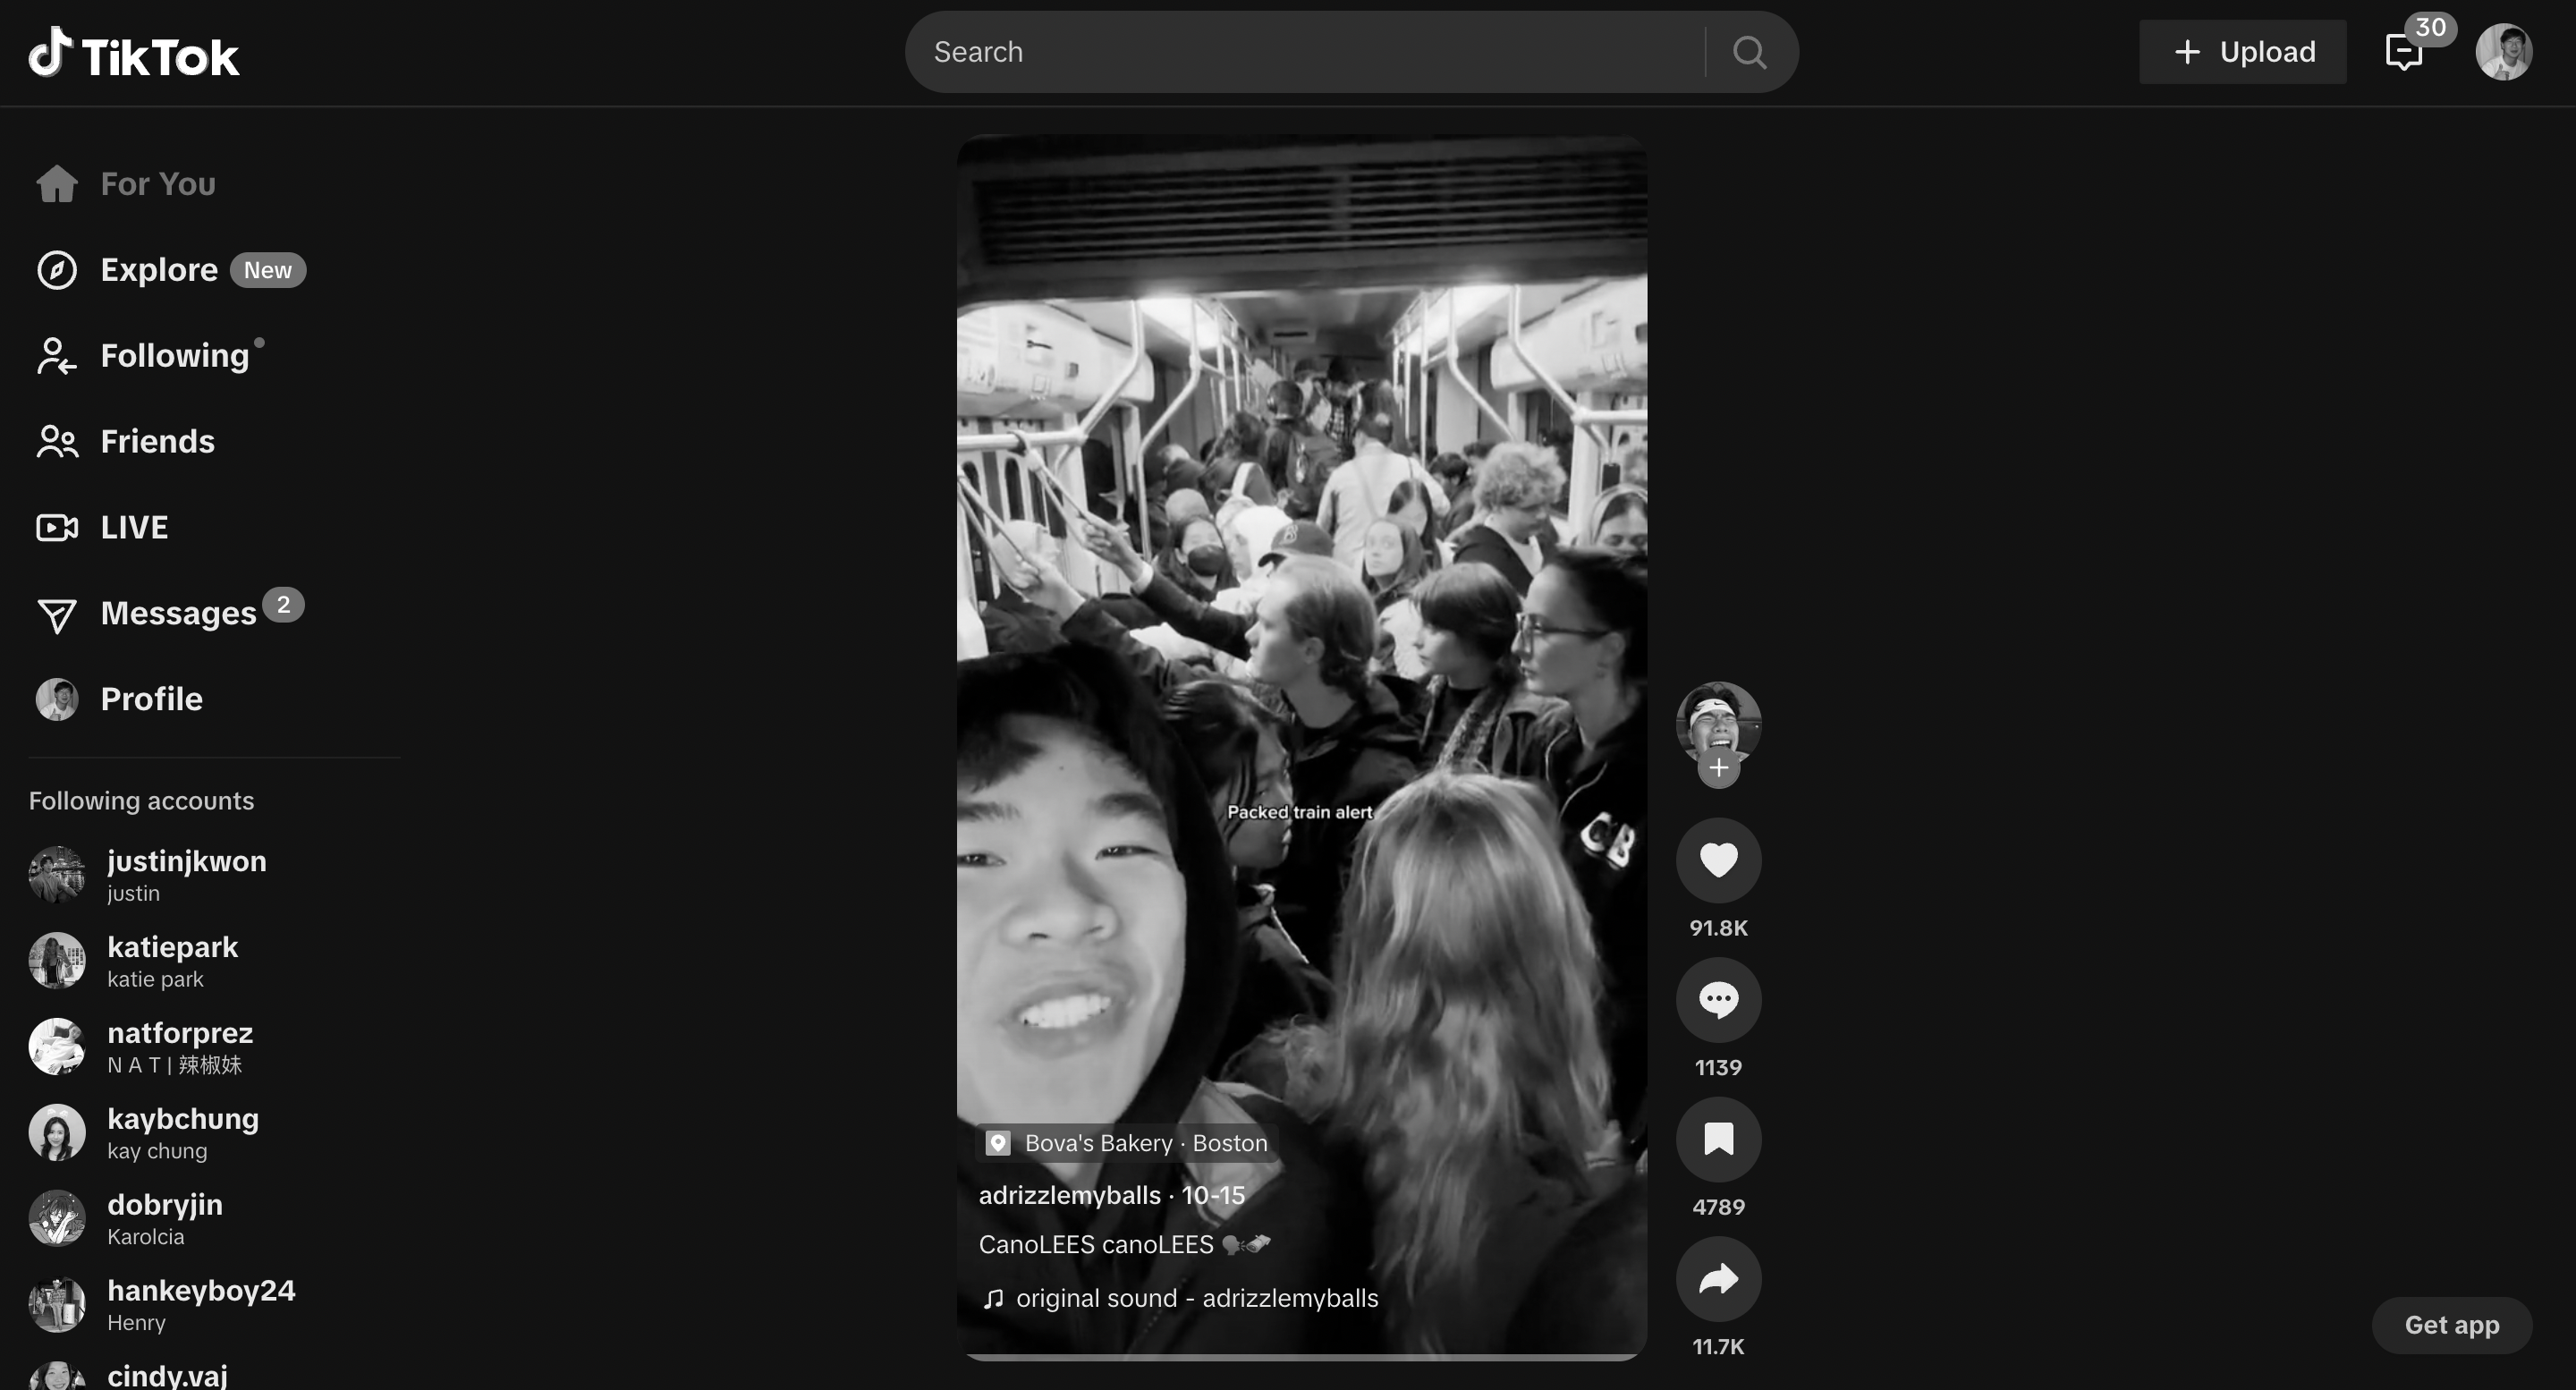 TikTok
Search
Upload
30
For You
Explore New
Following
Friends
LIVE
Messages 2
Profile
Following accounts
justinjkwon
justin
katiepark
katie park
natforprez
N A T | 辣椒妹
kaybchung
kay chung
dobryjin
Karolcia
hankeyboy24
Henry
cindy.vaj
B
CB
Packed train alert
Bova's Bakery · Boston
adrizzlemyballs · 10-15
CanoLEES canoLEES 🗣️🌯
original sound - adrizzlemyballs
91.8K
1139
4789
11.7K
Get app